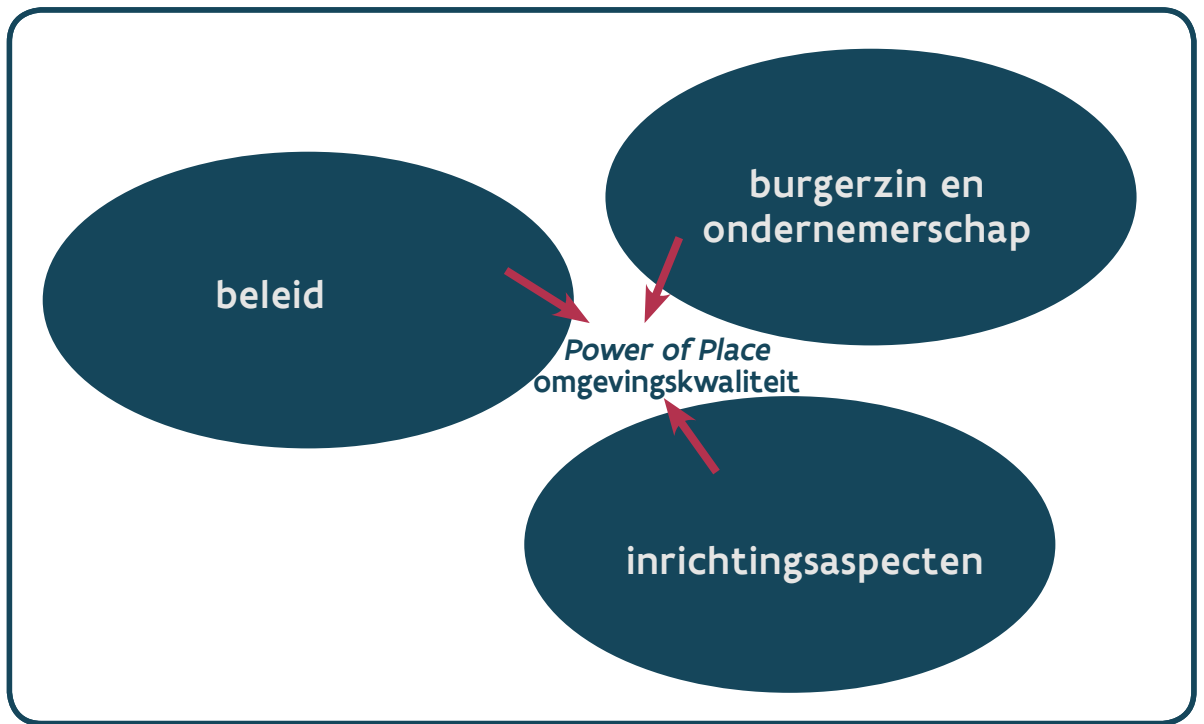 burgerzin en
ondernemerschap
beleid
Power of Place
omgevingskwaliteit
inrichtingsaspecten